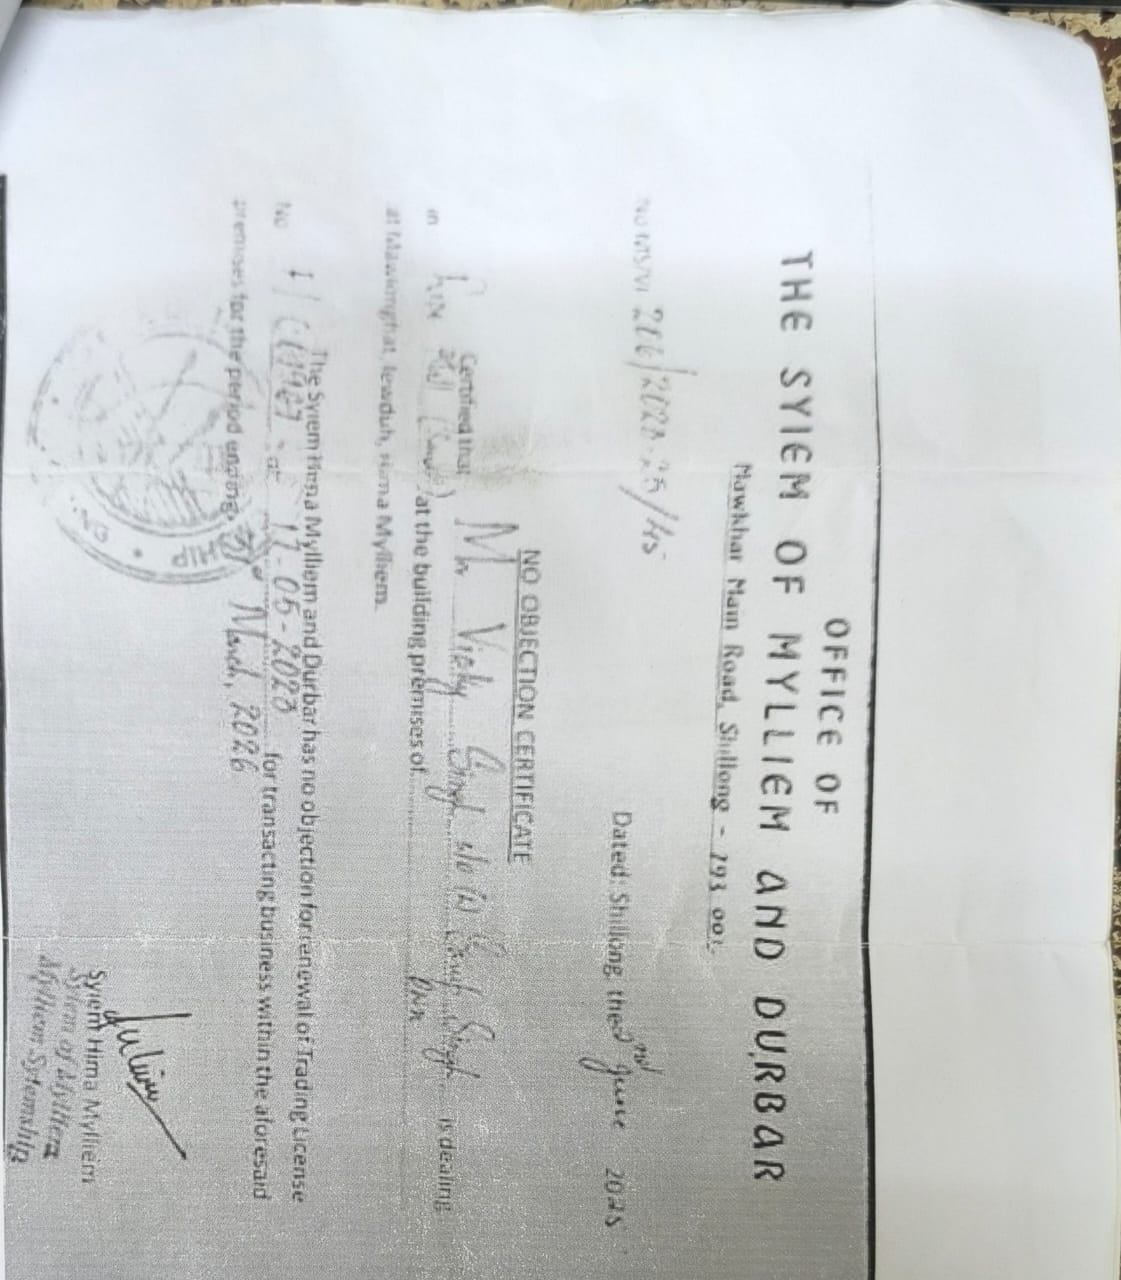 OFFICE OF
THE SYIEM OF MYLLIEM AND DURBAR
Mawkhar Main Road, Shillong - 793 001.
Dated: Shillong, the 2nd June 2025
NO OBJECTION CERTIFICATE
Certified that Mr Vicky Singh s/o (L) Singh is dealing
in at the building premises of Own
at Mawlonghat, Iewduh, Hima Mylliem.
The Syiem Hima Mylliem and Durbar has no objection for renewal of Trading License
No 17-05-2023 for transacting business within the aforesaid
premises for the period ending, March, 2026
Syiem Hima Mylliem
Syiem of Mylliem
Mylliem Syiemship
SHIP